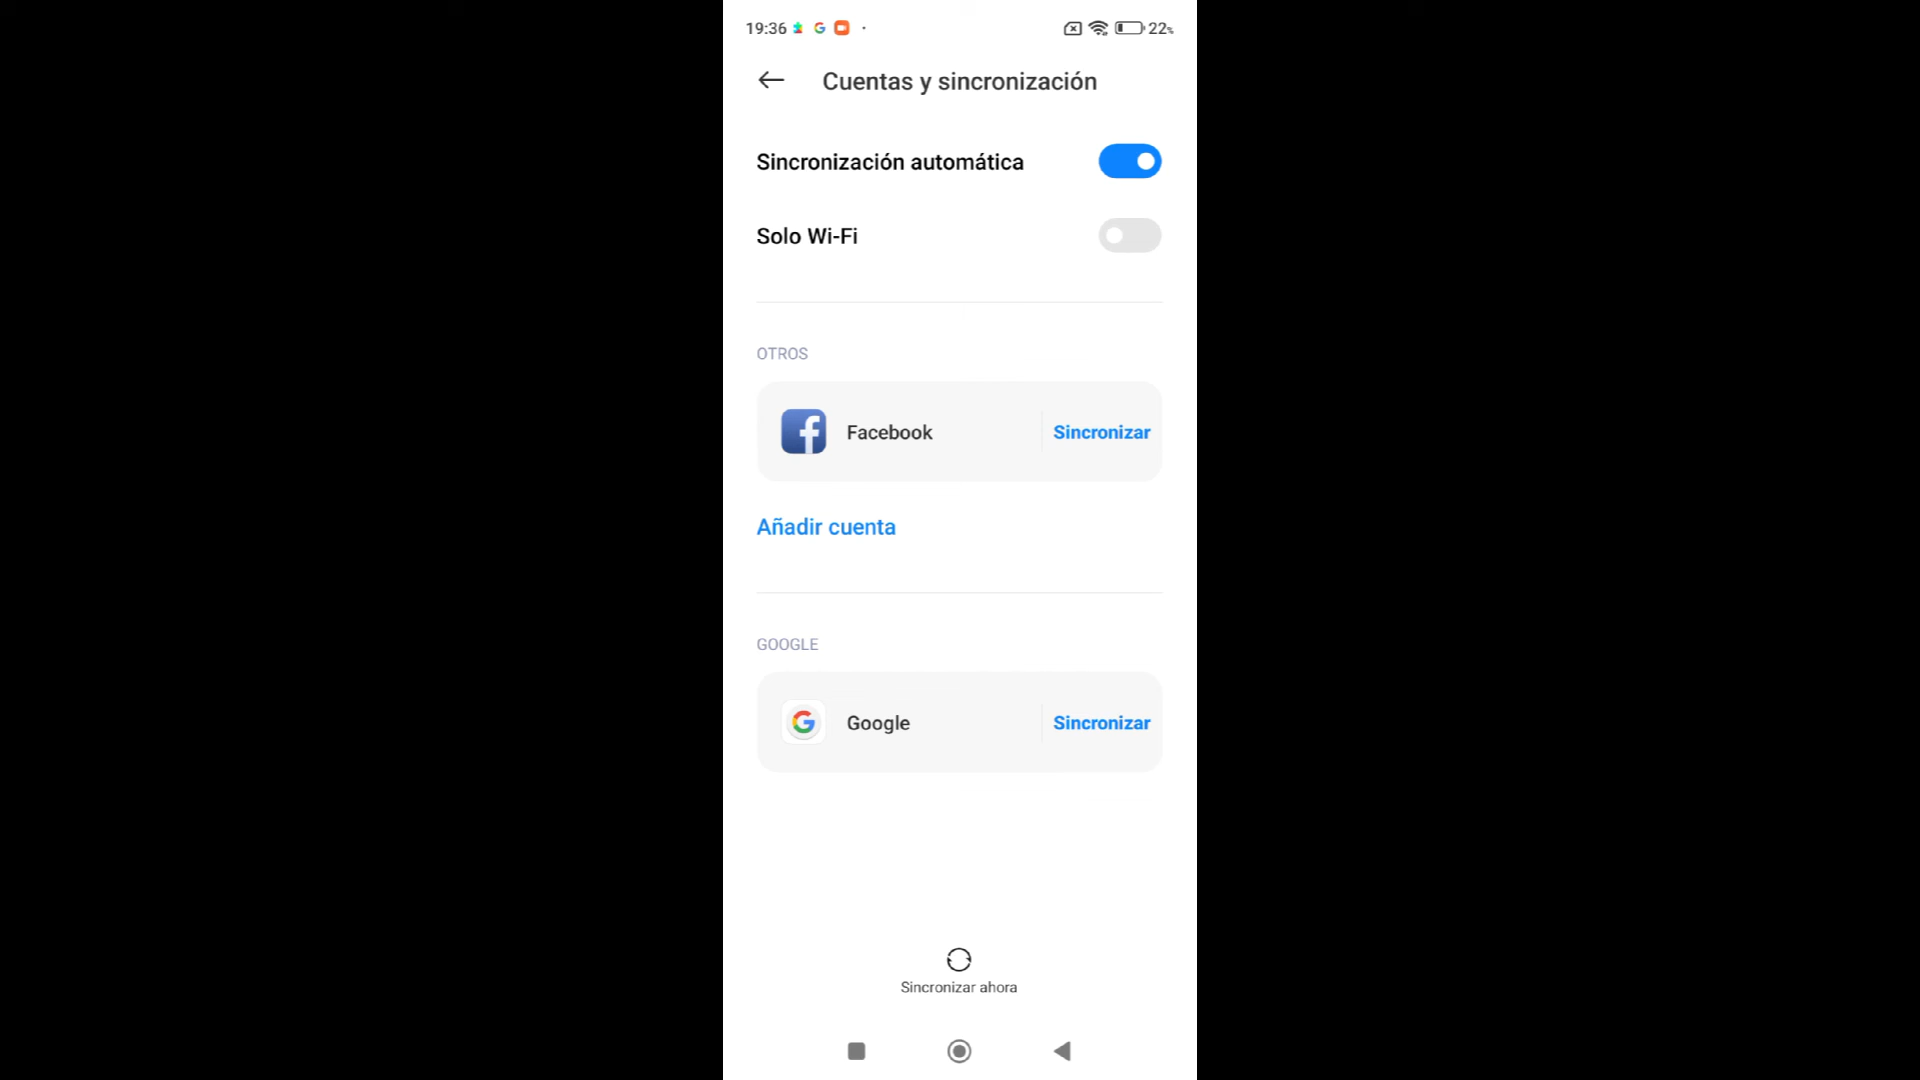 19:36 22%
Cuentas y sincronización
Sincronización automática
Solo Wi-Fi
OTROS
Facebook Sincronizar
Añadir cuenta
GOOGLE
Google Sincronizar
Sincronizar ahora